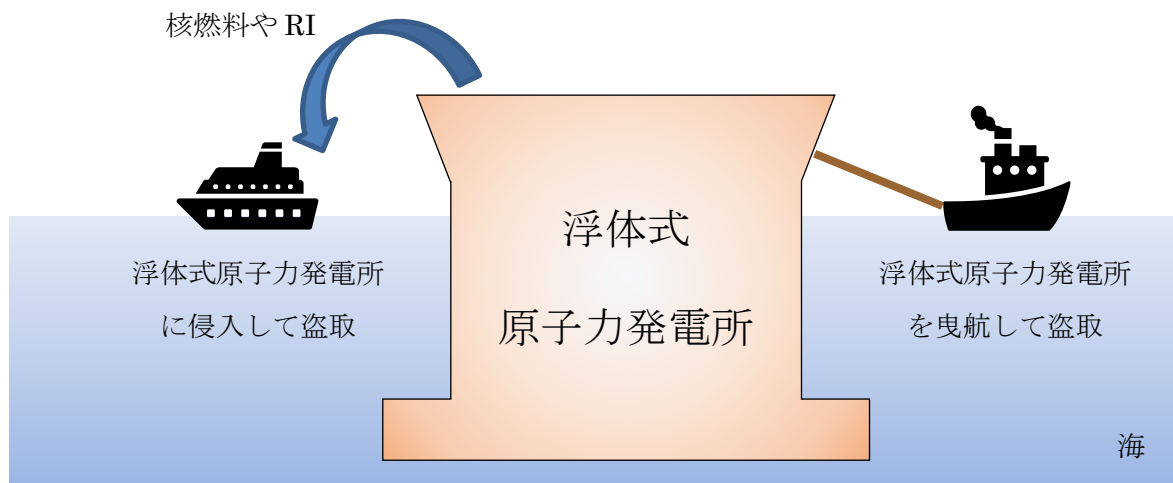 核燃料や RI
浮体式原子力発電所
に侵入して盗取
浮体式
原子力発電所
浮体式原子力発電所
を曳航して盗取
海